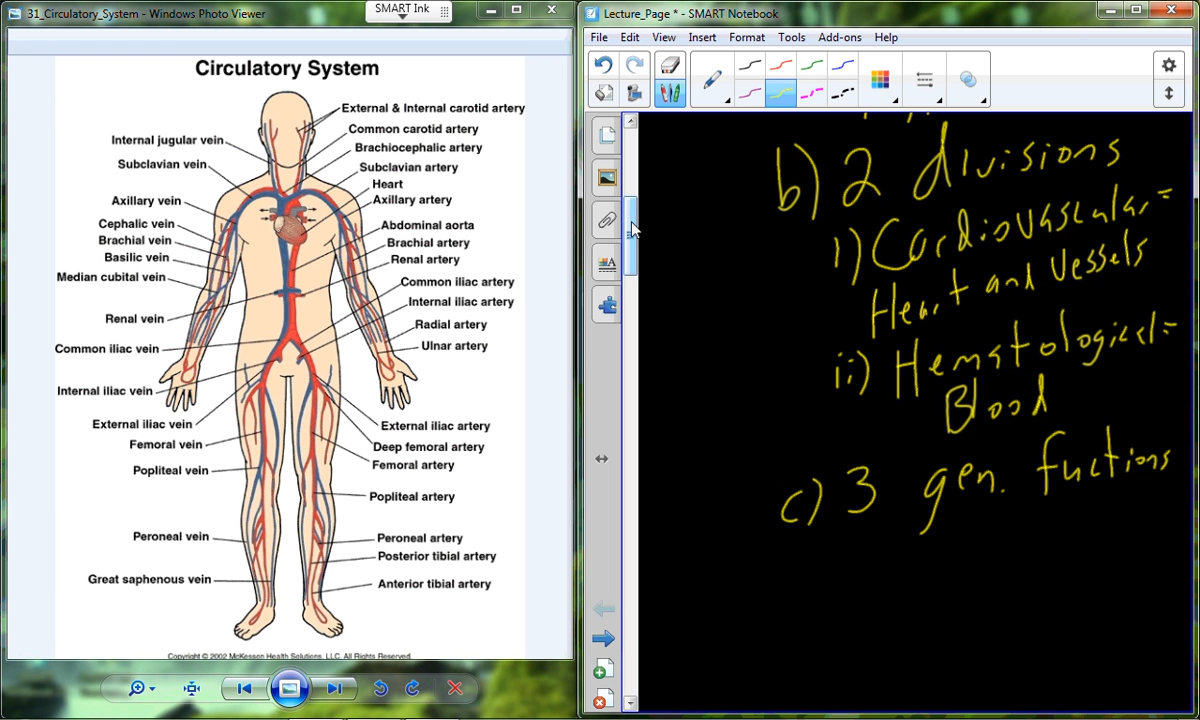 31_Circulatory_System - Windows Photo Viewer
SMART Ink
Circulatory System
External & Internal carotid artery
Common carotid artery
Brachiocephalic artery
Subclavian artery
Heart
Axillary artery
Abdominal aorta
Brachial artery
Renal artery
Common iliac artery
Internal iliac artery
Radial artery
Ulnar artery
External iliac artery
Deep femoral artery
Femoral artery
Popliteal artery
Peroneal artery
Posterior tibial artery
Anterior tibial artery
Internal jugular vein
Subclavian vein
Axillary vein
Cephalic vein
Brachial vein
Basilic vein
Median cubital vein
Renal vein
Common iliac vein
Internal iliac vein
External iliac vein
Femoral vein
Popliteal vein
Peroneal vein
Great saphenous vein
Copyright © 2002 McKesson Health Solutions, LLC. All Rights Reserved.
Lecture_Page * - SMART Notebook
File Edit View Insert Format Tools Add-ons Help
b) 2 divisions
i) Cardiovascular=
Heart and Vessels
ii) Hematological=
Blood
c) 3 gen. fuctions